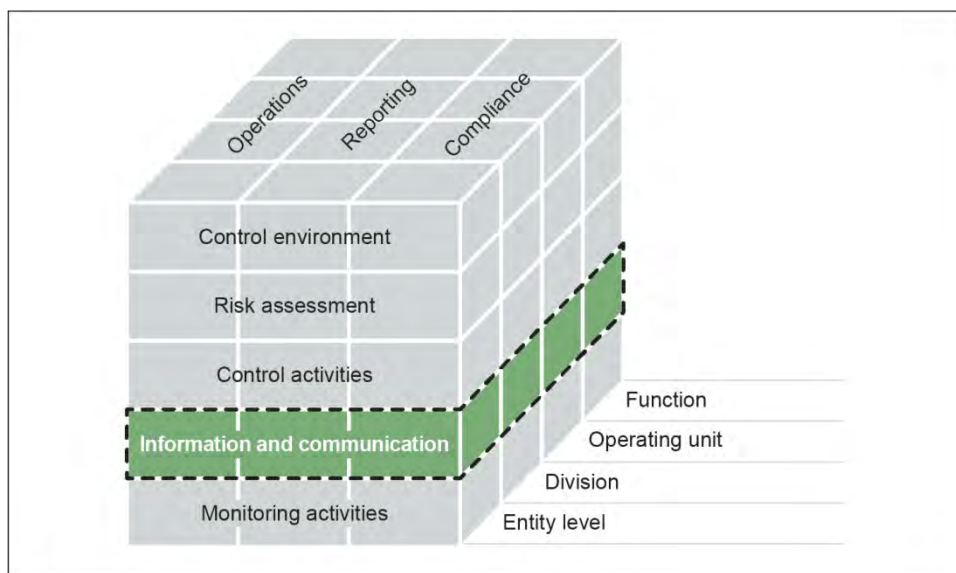 Operations
Reporting
Compliance
Control environment
Risk assessment
Control activities
Information and communication
Monitoring activities
Function
Operating unit
Division
Entity level